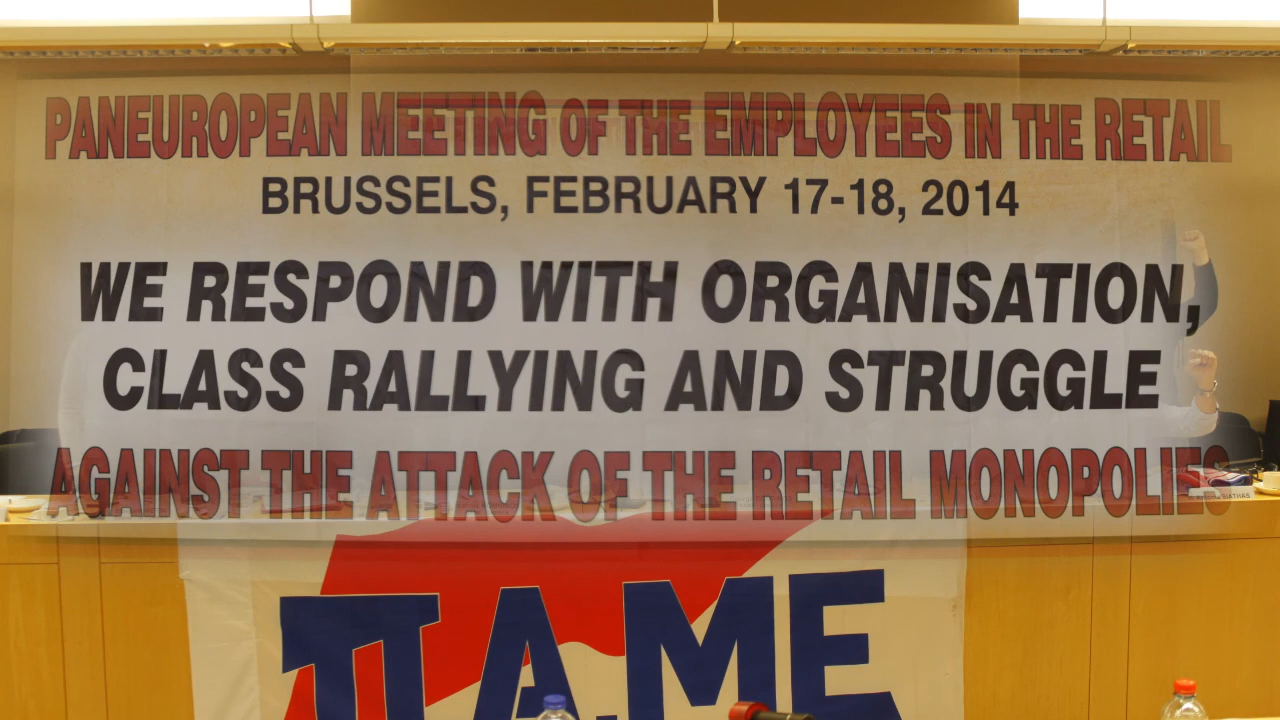 PANEUROPEAN MEETING OF THE EMPLOYEES IN THE RETAIL
BRUSSELS, FEBRUARY 17-18, 2014
WE RESPOND WITH ORGANISATION,
CLASS RALLYING AND STRUGGLE
AGAINST THE ATTACK OF THE RETAIL MONOPOLIES
Π.Α.ΜΕ